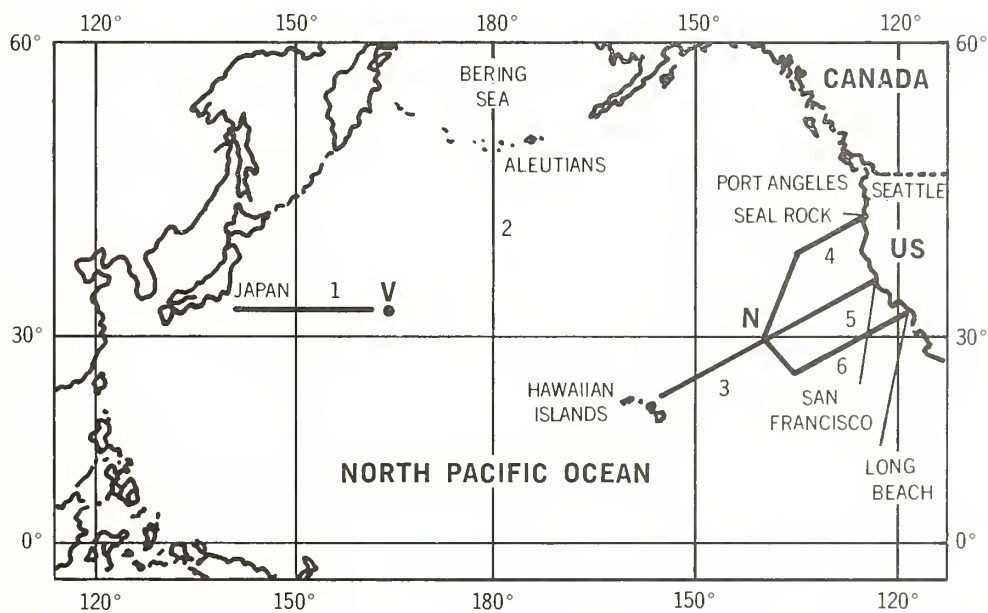 120° 150° 180° 150° 120°
60° 60°
BERING
SEA
CANADA
ALEUTIANS
PORT ANGELES SEATTLE
SEAL ROCK
2
4
US
JAPAN 1 V
N
5
30° 30°
6
3
HAWAIIAN
ISLANDS
SAN
FRANCISCO
LONG
BEACH
NORTH PACIFIC OCEAN
0° 0°
120° 150° 180° 150° 120°